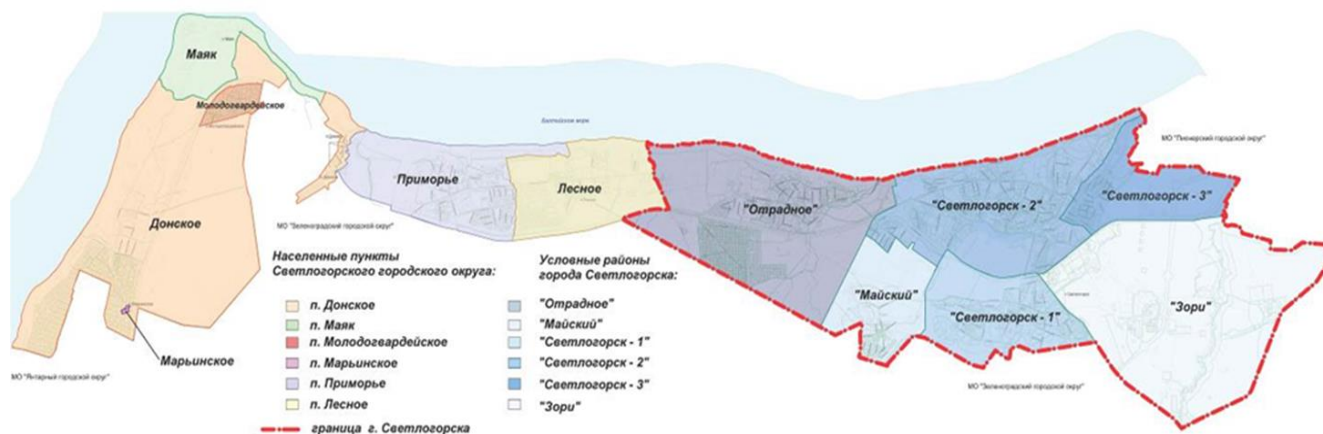 Маяк
Молодогвардейское
Балтийское море
МО "Пионерский городской округ"
Приморье
Лесное
"Отрадное"
"Светлогорск - 2"
"Светлогорск - 3"
Донское
МО "Зеленоградский городской округ"
"Майский"
"Светлогорск - 1"
"Зори"
Марьинское
МО "Янтарный городской округ"
МО "Зеленоградский городской округ"
Населенные пункты
Светлогорского городского округа:
п. Донское
п. Маяк
п. Молодогвардейское
п. Марьинское
п. Приморье
п. Лесное
граница г. Светлогорска
Условные районы
города Светлогорска:
"Отрадное"
"Майский"
"Светлогорск - 1"
"Светлогорск - 2"
"Светлогорск - 3"
"Зори"